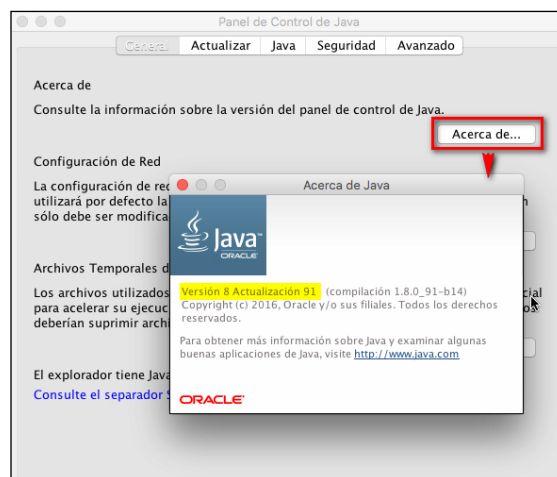 Panel de Control de Java
General Actualizar Java Seguridad Avanzado
Acerca de
Consulte la información sobre la versión del panel de control de Java.
Acerca de...
Configuración de Red
La configuración de red
utilizará por defecto la
sólo debe ser modifica
Acerca de Java
Java
ORACLE
Archivos Temporales d
Los archivos utilizados
cial
para acelerar su ejecuc
os
deberían suprimir archi
Versión 8 Actualización 91 (compilación 1.8.0_91-b14)
Copyright (c) 2016, Oracle y/o sus filiales. Todos los derechos
reservados.
Para obtener más información sobre Java y examinar algunas
buenas aplicaciones de Java, visite http://www.java.com
ORACLE
El explorador tiene Java
Consulte el separador